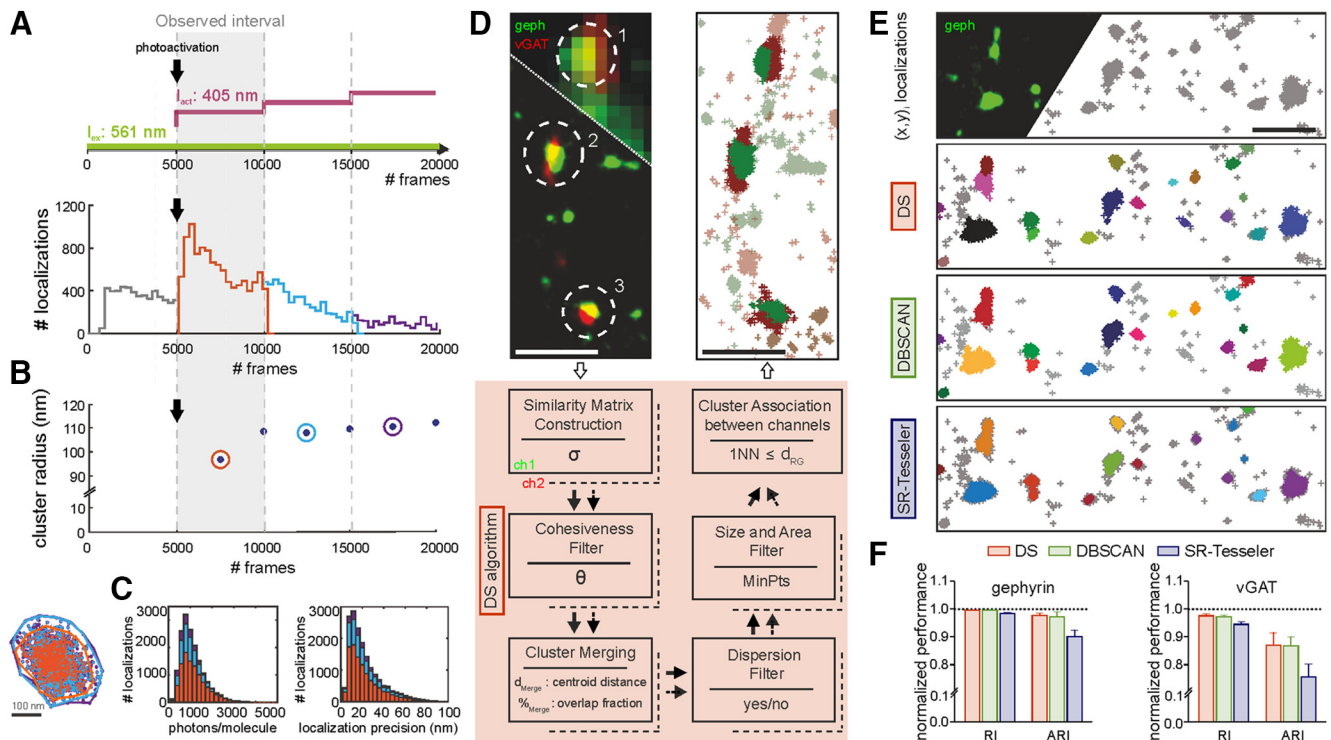 A
Observed interval
photoactivation
Iact: 405 nm
Iex: 561 nm
0 5000 10000 15000 20000
# frames
# localizations
1200
800
400
0
0 5000 10000 15000 20000
# frames
B
cluster radius (nm)
120
110
100
90
10
0
0 5000 10000 15000 20000
# frames
100 nm
C
# localizations
3000
2000
1000
0
0 1000 3000 5000
photons/molecule
# localizations
3000
2000
1000
0
0 20 40 60 80 100
localization precision (nm)
D
geph
vGAT
1
2
3
DS algorithm
Similarity Matrix
Construction
σ
ch1
ch2
Cohesiveness
Filter
θ
Cluster Merging
dMerge : centroid distance
%Merge : overlap fraction
Dispersion
Filter
yes/no
Size and Area
Filter
MinPts
Cluster Association
between channels
1NN ≤ dRG
E
geph
(x,y)i localizations
DS
DBSCAN
SR-Tesseler
F
DS DBSCAN SR-Tesseler
gephyrin
normalized performance
1.1
1.0
0.9
0.8
0.1
0.0
RI ARI
vGAT
normalized performance
1.1
1.0
0.9
0.8
0.1
0.0
RI ARI